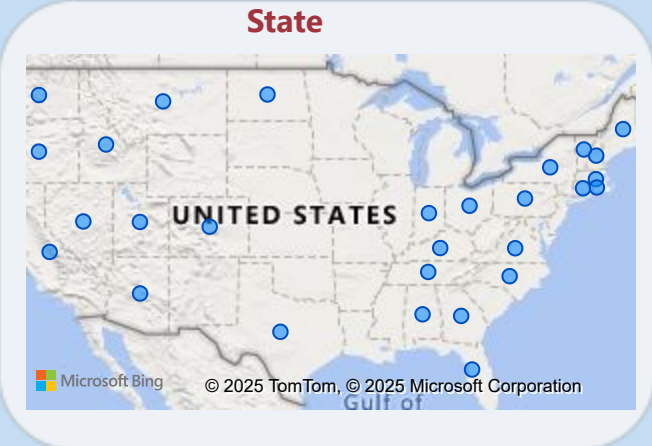 State
UNITED STATES
Microsoft Bing
© 2025 TomTom, © 2025 Microsoft Corporation
Gulf of